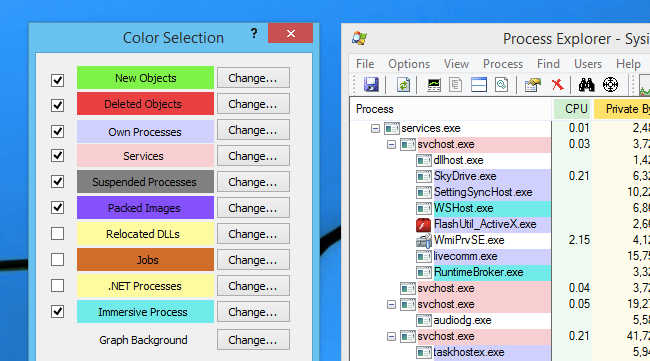 Color Selection
?
New Objects Change...
Deleted Objects Change...
Own Processes Change...
Services Change...
Suspended Processes Change...
Packed Images Change...
Relocated DLLs Change...
Jobs Change...
.NET Processes Change...
Immersive Process Change...
Graph Background Change...
Process Explorer - Sysi
File Options View Process Find Users Help
Process CPU Private By
services.exe 0.01 2,48
svchost.exe 0.03 3,72
dllhost.exe 1,42
SkyDrive.exe 0.21 6,32
SettingSyncHost.exe 10,22
WSHost.exe 6,86
FlashUtil_ActiveX.exe 2,66
WmiPrvSE.exe 2.15 4,12
livecomm.exe 15,75
RuntimeBroker.exe 3,32
svchost.exe 0.04 3,72
svchost.exe 0.05 19,27
audiodg.exe 5,58
svchost.exe 0.21 41,72
taskhostex.exe 5,94